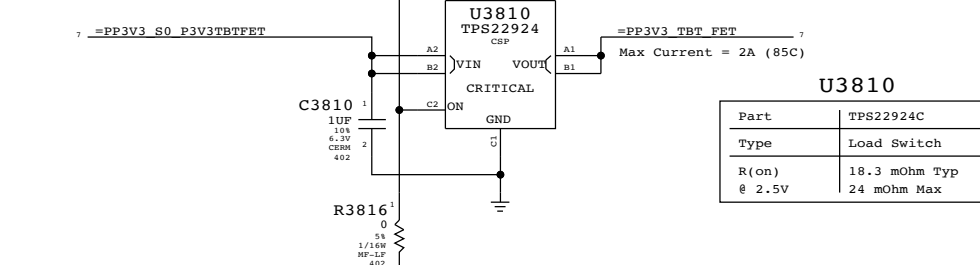 U3810
TPS22924
CSP
7 =PP3V3_S0_P3V3TBTFET
=PP3V3_TBT_FET 7
Max Current = 2A (85C)
A2 VIN VOUT A1
B2 B1
CRITICAL
C2 ON
GND
C1
C3810 1
1UF
10%
6.3V
CERM
402
2
U3810
Part TPS22924C
Type Load Switch
R(on) 18.3 mOhm Typ
@ 2.5V 24 mOhm Max
R3816 1
0
5%
1/16W
MF-LF
402